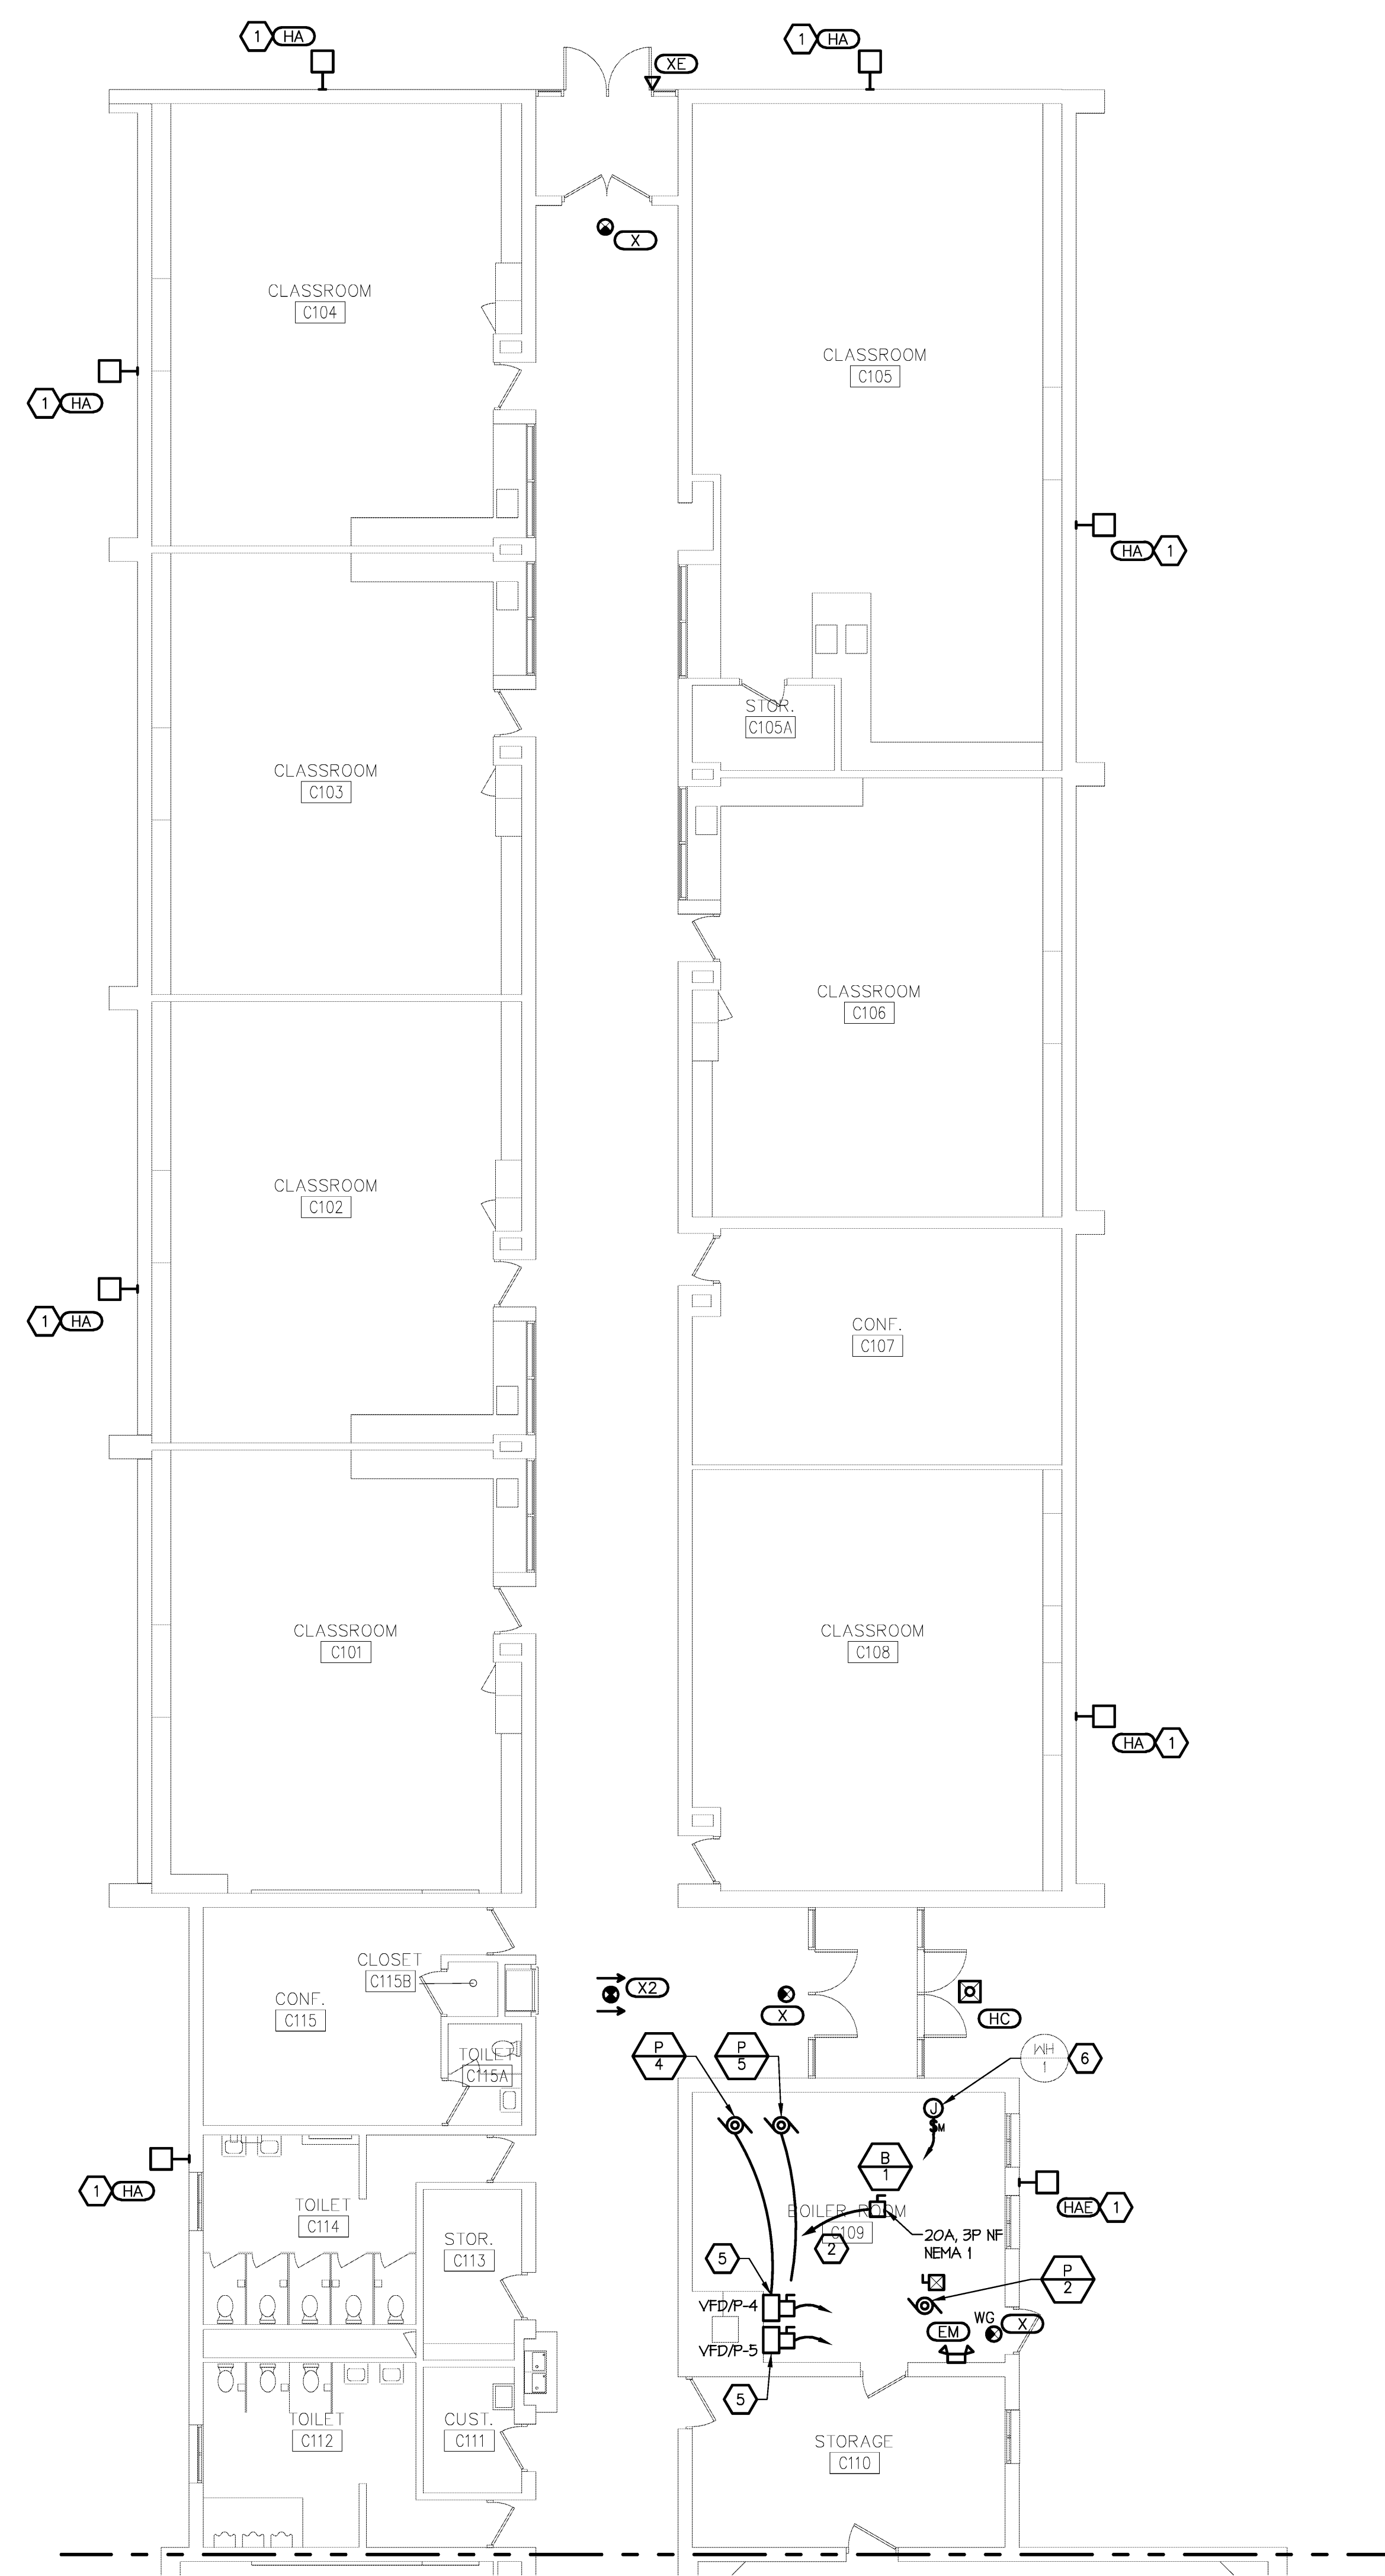 1 HA
1 HA
XE
X
CLASSROOM
C104
CLASSROOM
C105
1 HA
HA 1
STOR.
C105A
CLASSROOM
C103
CLASSROOM
C106
CLASSROOM
C102
1 HA
CONF.
C107
CLASSROOM
C101
CLASSROOM
C108
HA 1
CLOSET
C115B
CONF.
C115
X2
X
HC
TOILET
C115A
P
4
P
5
WH
1
6
J
$M
1 HA
B
1
HAE 1
TOILET
C114
BOILER ROOM
C109
2
20A, 3P NF
NEMA 1
STOR.
C113
5
P
2
VFD/P-4
WG
X
EM
VFD/P-5
5
TOILET
C112
CUST.
C111
STORAGE
C110